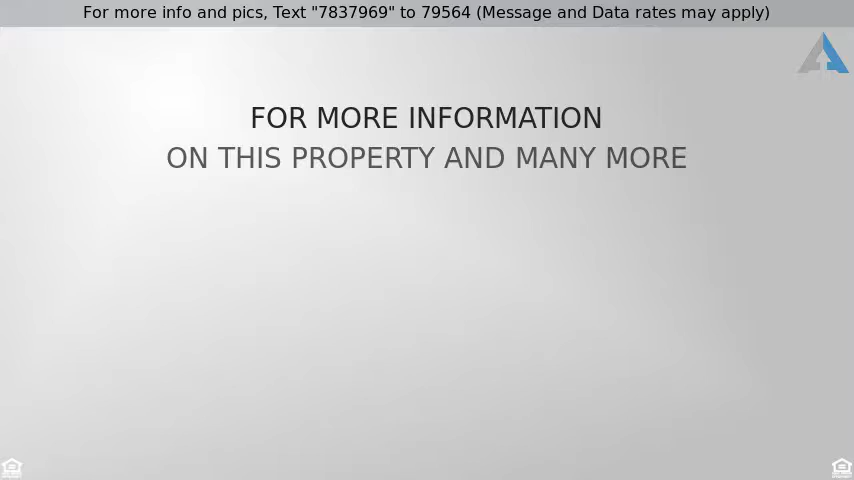 For more info and pics, Text "7837969" to 79564 (Message and Data rates may apply)
FOR MORE INFORMATION
ON THIS PROPERTY AND MANY MORE